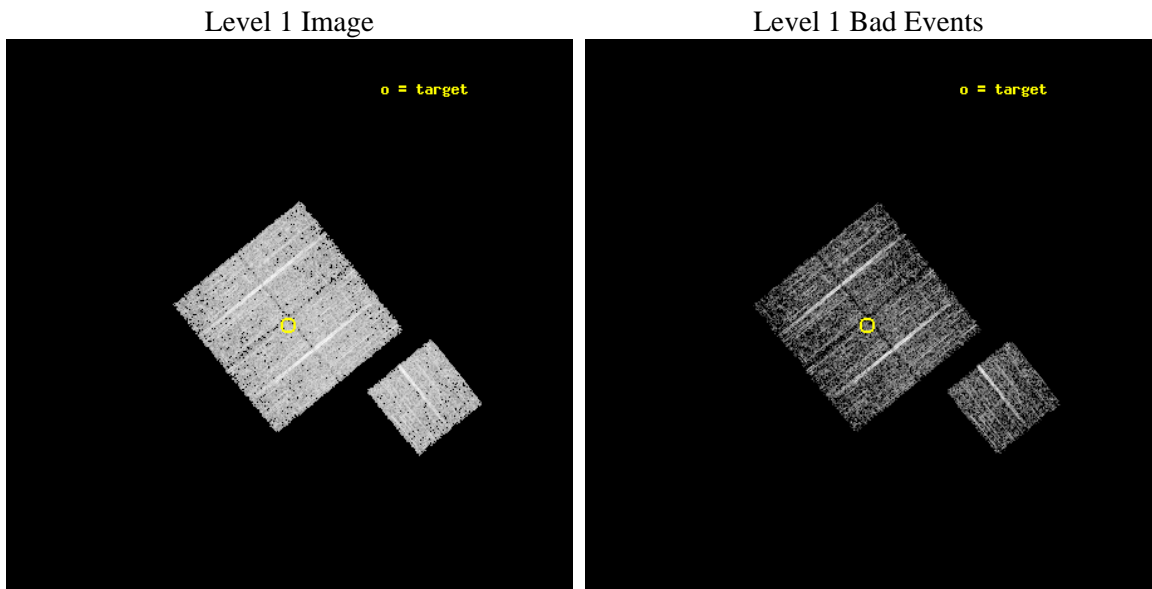 Level 1 Image
Level 1 Bad Events
o = target
o = target